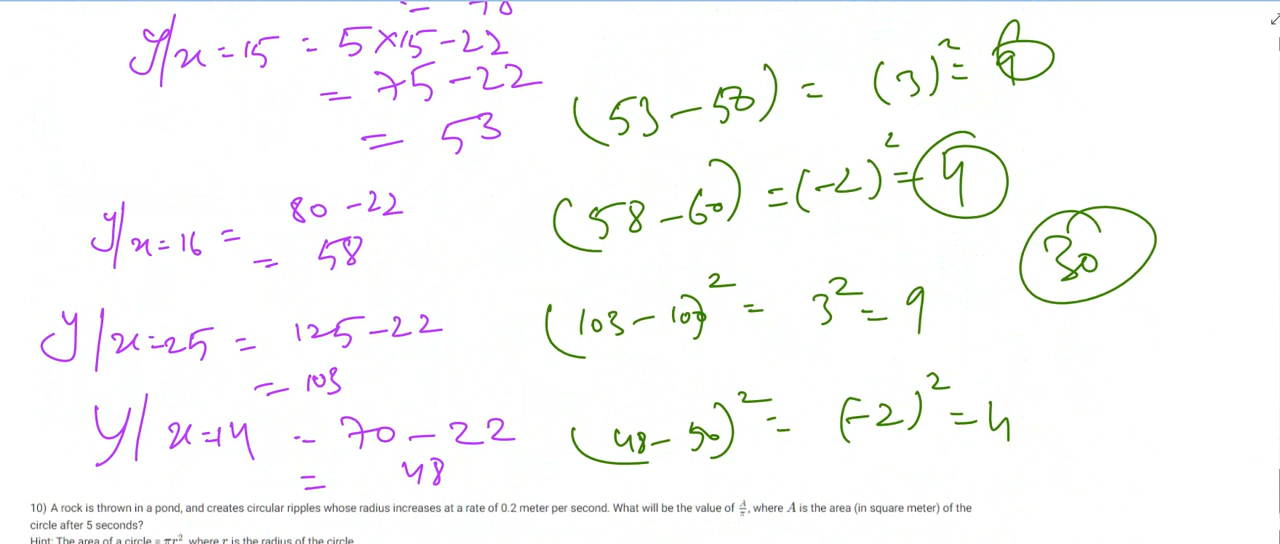 = 78
y/x=15 = 5×15-22
= 75-22
= 53
(53-50) = (3)² = 9
y/x=16 = 80-22
= 58
(58-60) = (-2)² = 4
30
y/x=25 = 125-22
= 103
(103-100)² = 3² = 9
y/x=14 = 70-22
= 48
(48-50)² = (-2)² = 4
10) A rock is thrown in a pond, and creates circular ripples whose radius increases at a rate of 0.2 meter per second. What will be the value of A/π, where A is the area (in square meter) of the
circle after 5 seconds?
Hint: The area of a circle = πr², where r is the radius of the circle